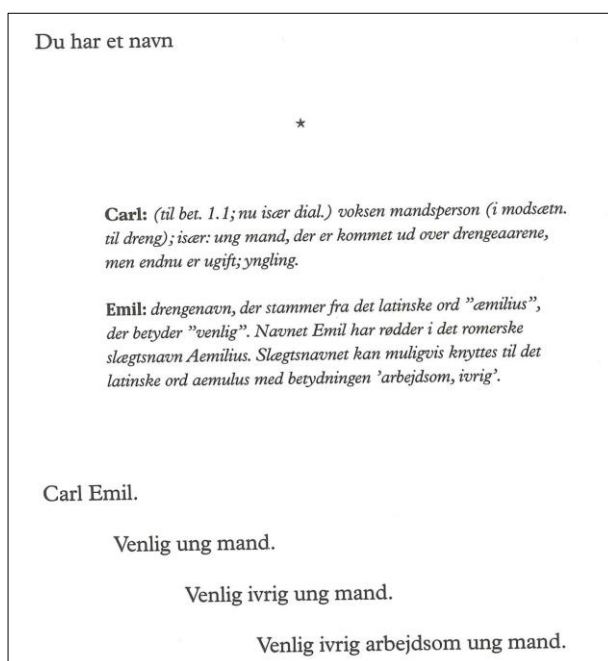 Du har et navn
*
Carl: (til bet. 1.1; nu især dial.) voksen mandsperson (i modsætn.
til dreng); især: ung mand, der er kommet ud over drengeaarene,
men endnu er ugift; yngling.
Emil: drengenavn, der stammer fra det latinske ord ”æmilius”,
der betyder ”venlig”. Navnet Emil har rødder i det romerske
slægtsnavn Aemilius. Slægtsnavnet kan muligvis knyttes til det
latinske ord aemulus med betydningen ’arbejdsom, ivrig’.
Carl Emil.
Venlig ung mand.
Venlig ivrig ung mand.
Venlig ivrig arbejdsom ung mand.